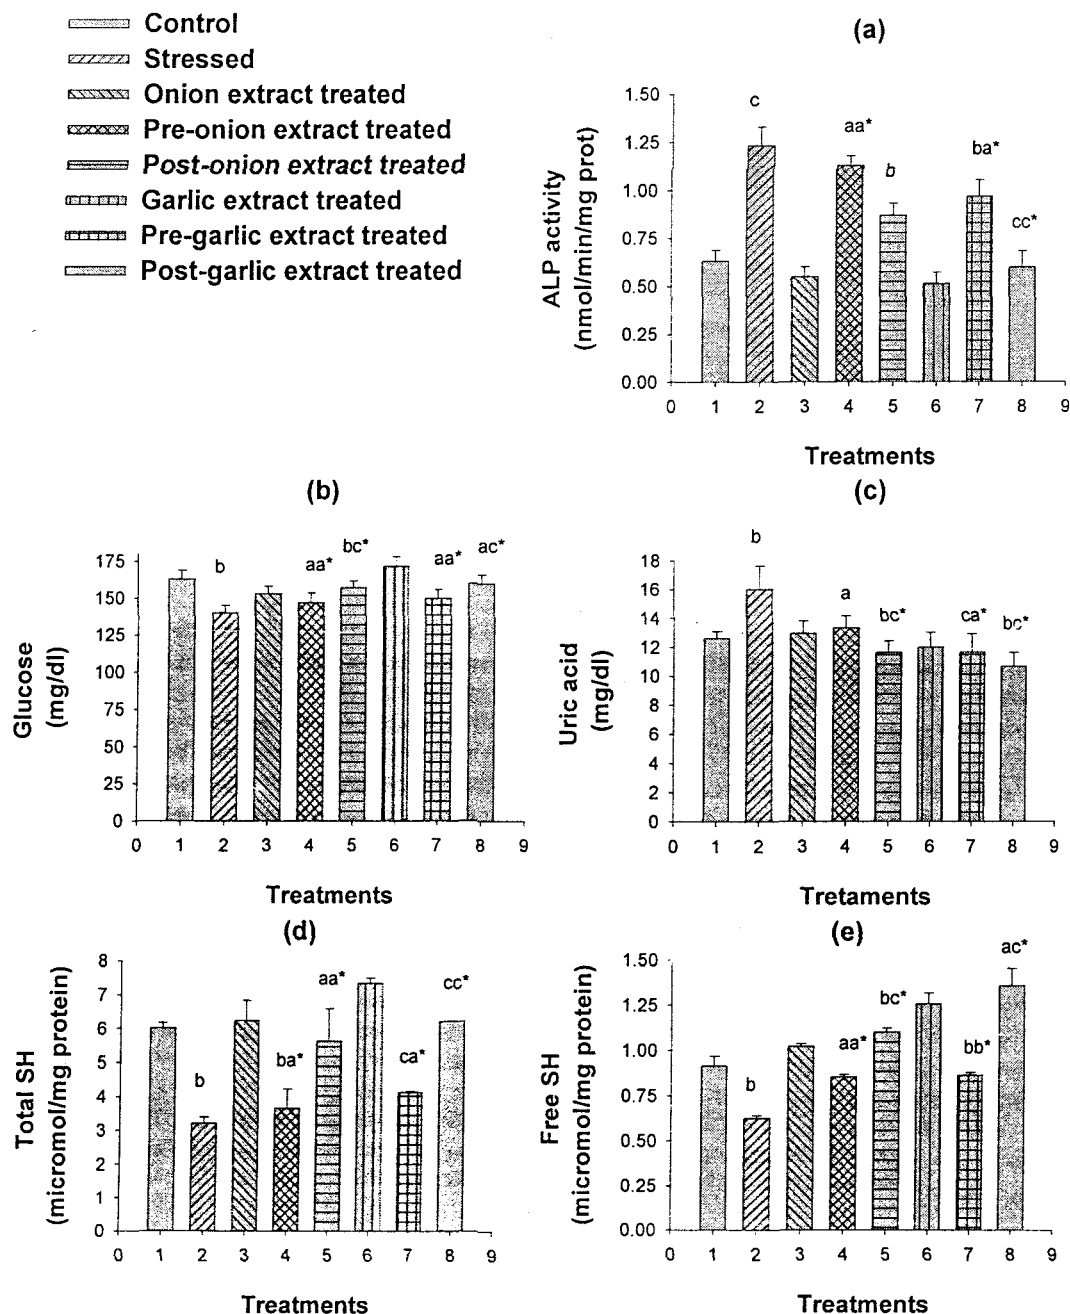 Control
Stressed
Onion extract treated
Pre-onion extract treated
Post-onion extract treated
Garlic extract treated
Pre-garlic extract treated
Post-garlic extract treated
(a)
ALP activity
(nmol/min/mg prot)
1.50
1.25
1.00
0.75
0.50
0.25
0.00
c
aa*
b
ba*
cc*
0 1 2 3 4 5 6 7 8 9
Treatments
(b)
Glucose
(mg/dl)
175
150
125
100
75
50
25
0
b
aa*
bc*
aa*
ac*
0 1 2 3 4 5 6 7 8 9
Treatments
(c)
Uric acid
(mg/dl)
18
16
14
12
10
8
6
4
2
0
b
a
bc*
ca*
bc*
0 1 2 3 4 5 6 7 8 9
Tretaments
(d)
Total SH
(micromol/mg protein)
8
7
6
5
4
3
2
1
0
b
ba*
aa*
ca*
cc*
0 1 2 3 4 5 6 7 8 9
Treatments
(e)
Free SH
(micromol/mg protein)
1.50
1.25
1.00
0.75
0.50
0.25
0.00
b
aa*
bc*
bb*
ac*
0 1 2 3 4 5 6 7 8 9
Treatments